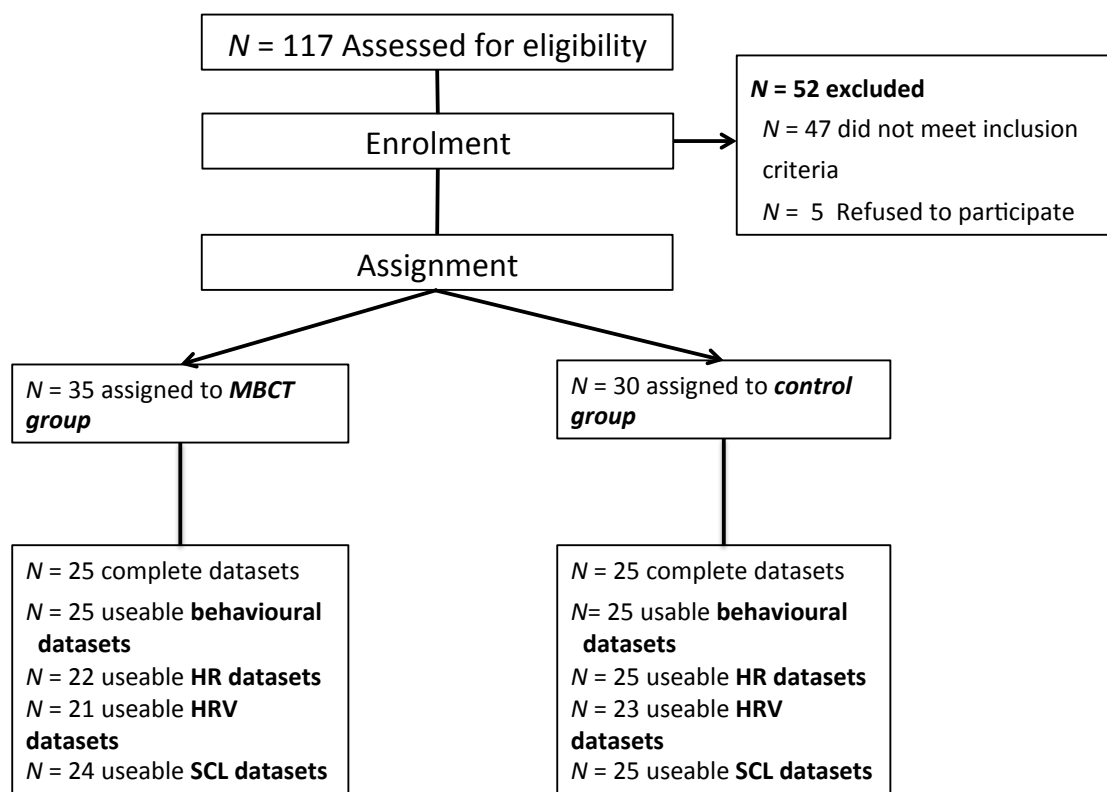 N = 117 Assessed for eligibility
N = 52 excluded
N = 47 did not meet inclusion
criteria
N = 5 Refused to participate
Enrolment
Assignment
N = 35 assigned to MBCT
group
N = 30 assigned to control
group
N = 25 complete datasets
N = 25 useable behavioural
datasets
N = 22 useable HR datasets
N = 21 useable HRV
datasets
N = 24 useable SCL datasets
N = 25 complete datasets
N= 25 usable behavioural
datasets
N = 25 useable HR datasets
N = 23 useable HRV
datasets
N = 25 useable SCL datasets